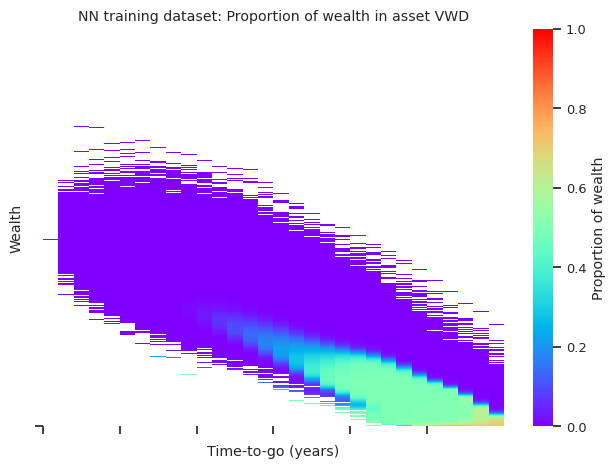 NN training dataset: Proportion of wealth in asset VWD
Wealth
Time-to-go (years)
1.0
0.8
0.6
0.4
0.2
0.0
Proportion of wealth